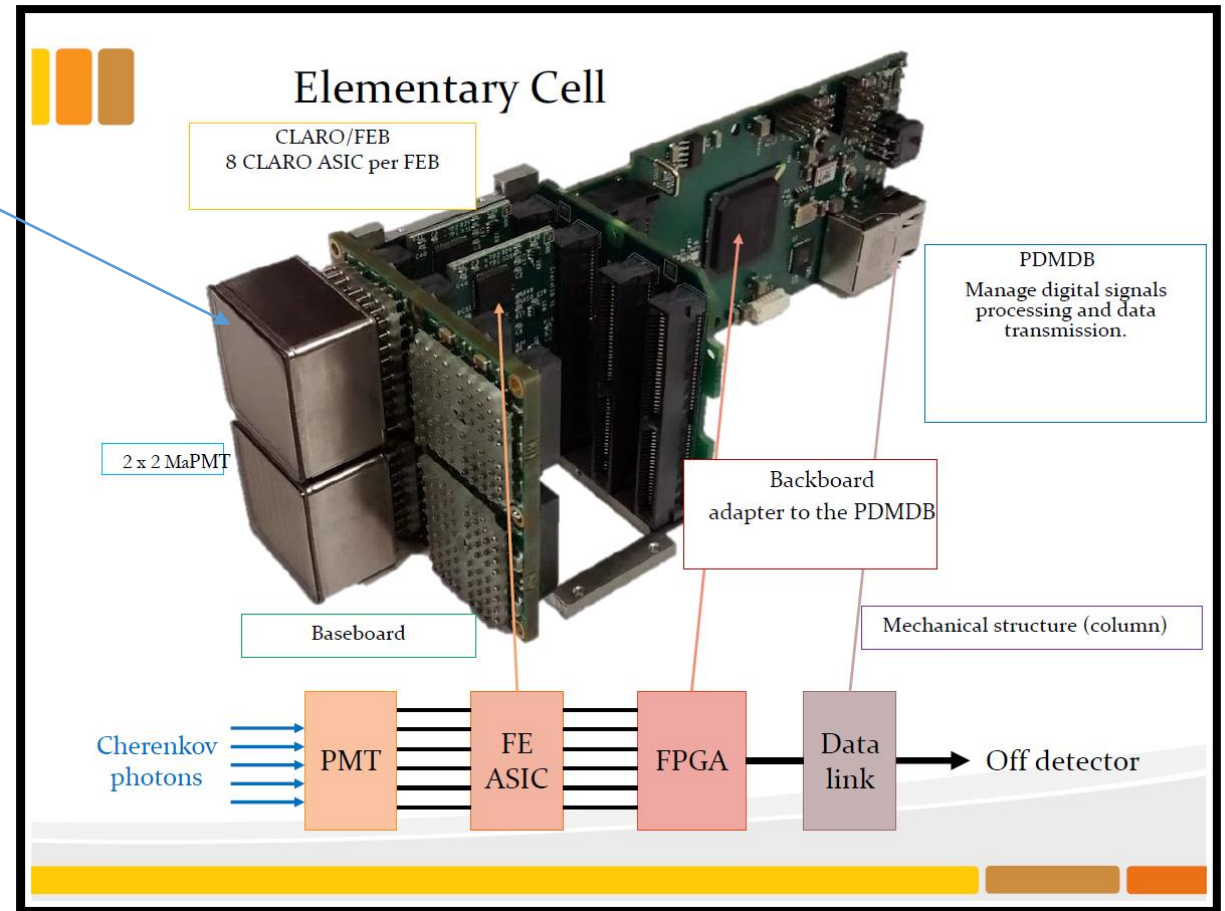 Elementary Cell
CLARO/FEB
8 CLARO ASIC per FEB
PDMDB
Manage digital signals
processing and data
transmission.
2 x 2 MaPMT
Backboard
adapter to the PDMDB
Baseboard
Mechanical structure (column)
Cherenkov
photons
PMT
FE
ASIC
FPGA
Data
link
Off detector